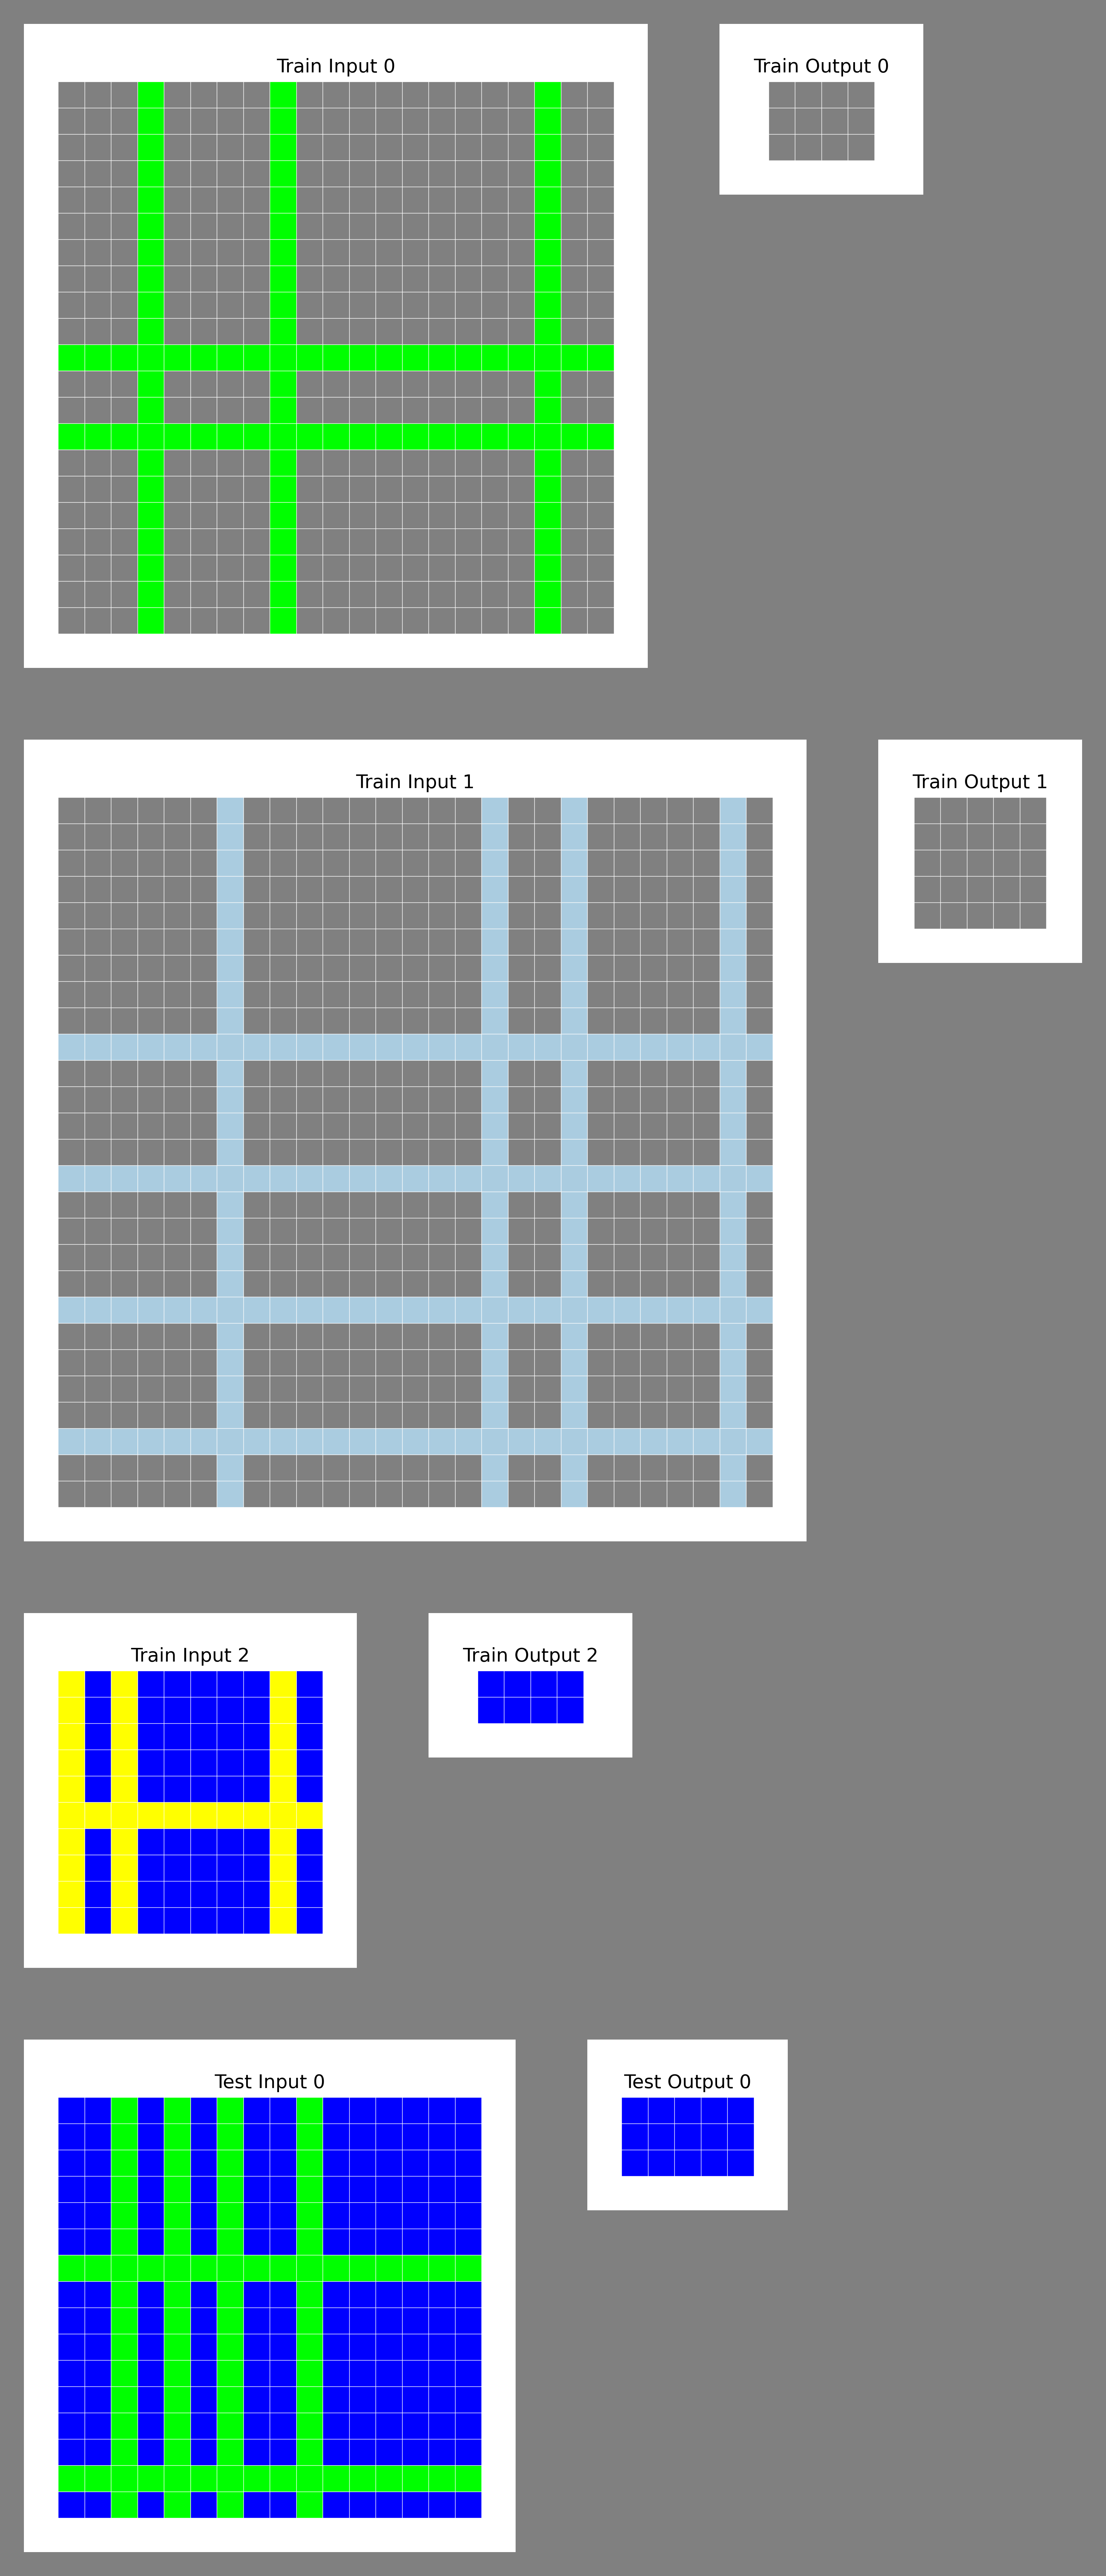 Train Input 0
Train Output 0
Train Input 1
Train Output 1
Train Input 2
Train Output 2
Test Input 0
Test Output 0